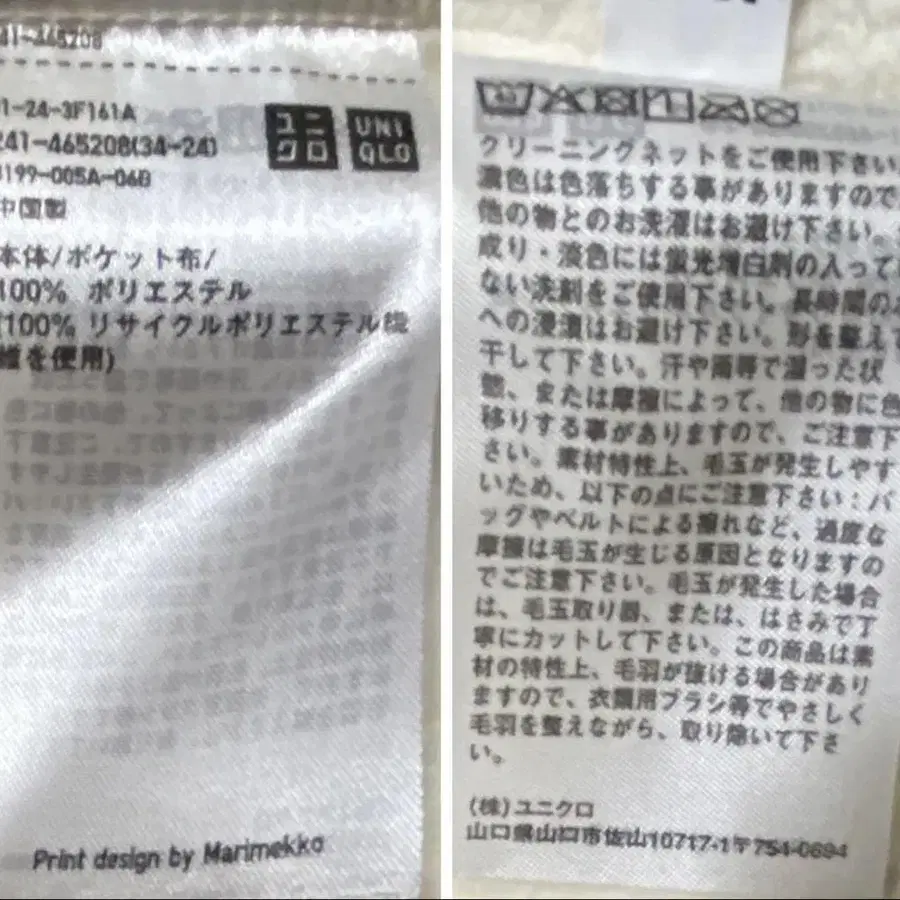 41-465208
01-24-3F161A
241-465208(34-24)
ユニ
クロ
UNI
QLO
199-005A-06B
中国製
本体/ポケット布/
100% ポリエステル
(100% リサイクルポリエステル繊
維を使用)
Print design by Marimekko
クリーニングネットをご使用下さい。
濃色は色落ちする事がありますので
他の物とのお洗濯はお避け下さい。
成り・淡色には蛍光増白剤の入って
ない洗剤をご使用下さい。長時間の
への浸漬はお避け下さい。形を整えて
干して下さい。汗や雨等で湿った状
態、または摩擦によって、他の物に色
移りする事がありますので、ご注意下
さい。素材特性上、毛玉が発生しやす
いため、以下の点にご注意下さい：バ
ッグやベルトによる擦れなど、過度な
摩擦は毛玉が生じる原因となりますの
でご注意下さい。毛玉が発生した場合
は、毛玉取り器、または、はさみで丁
寧にカットして下さい。この商品は素
材の特性上、毛羽が抜ける場合があり
ますので、衣類用ブラシ等でやさしく
毛羽を整えながら、取り除いて下さ
い。
(株)ユニクロ
山口県山口市佐山10717-1〒754-0894